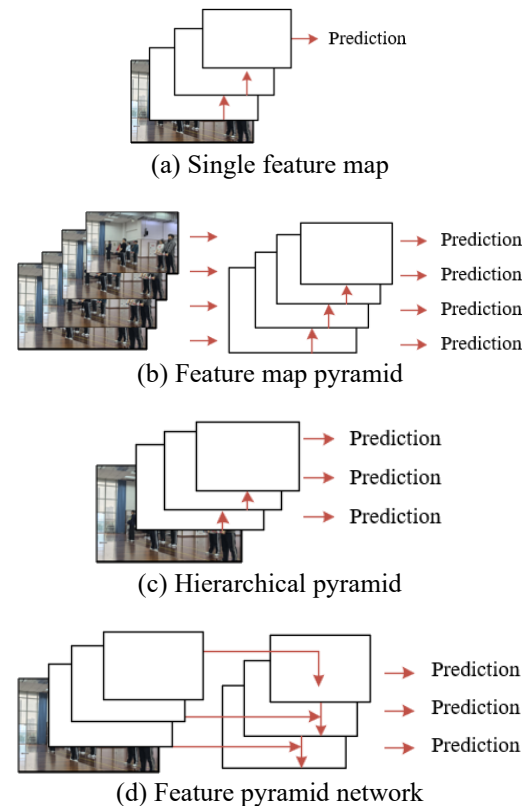 Prediction
(a) Single feature map
Prediction
Prediction
Prediction
Prediction
(b) Feature map pyramid
Prediction
Prediction
Prediction
(c) Hierarchical pyramid
Prediction
Prediction
Prediction
(d) Feature pyramid network